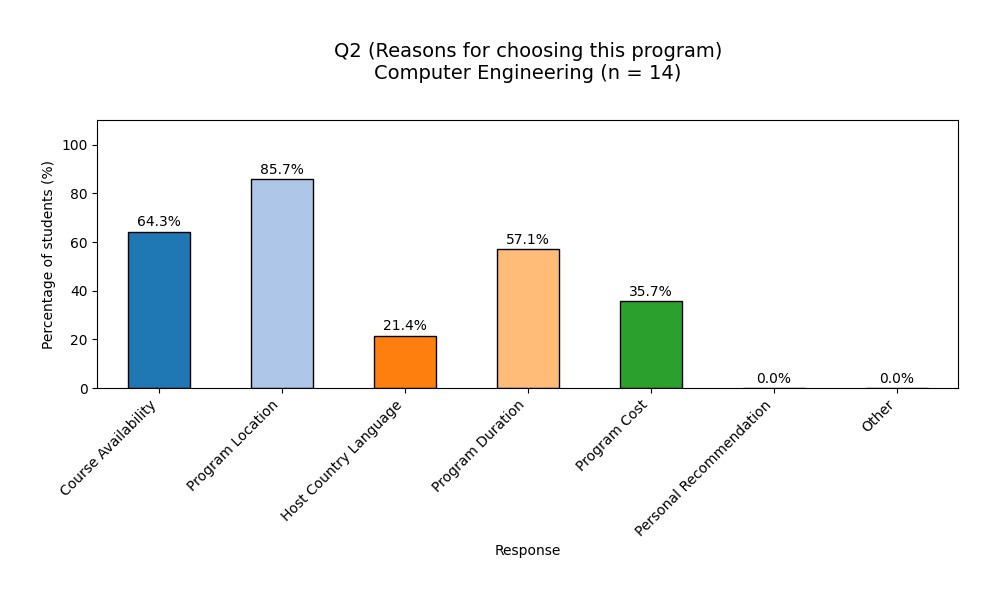 Q2 (Reasons for choosing this program)
Computer Engineering (n = 14)
Percentage of students (%)
100
80
60
40
20
0
64.3%
85.7%
21.4%
57.1%
35.7%
0.0%
0.0%
Course Availability
Program Location
Host Country Language
Program Duration
Program Cost
Personal Recommendation
Other
Response